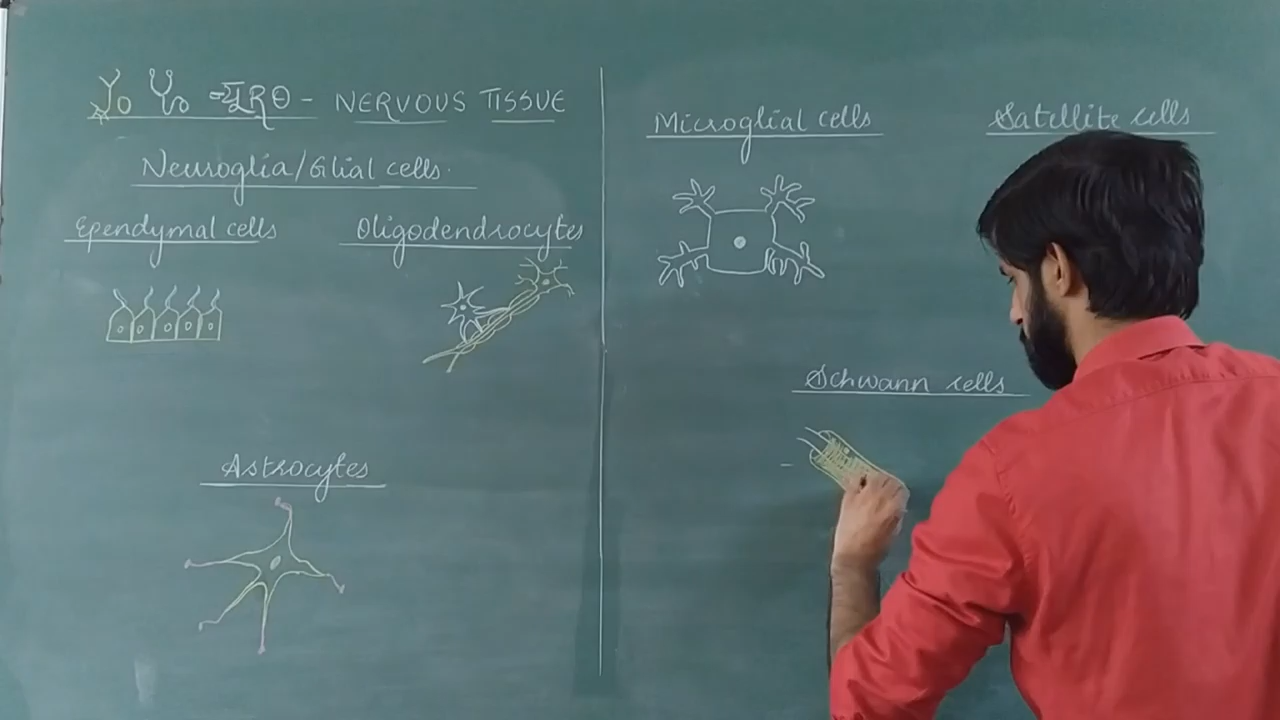 NERVOUS TISSUE
Neuroglia/Glial cells.
Ependymal cells
Oligodendrocytes
Astrocytes
Microglial cells
Satellite cells
Schwann cells